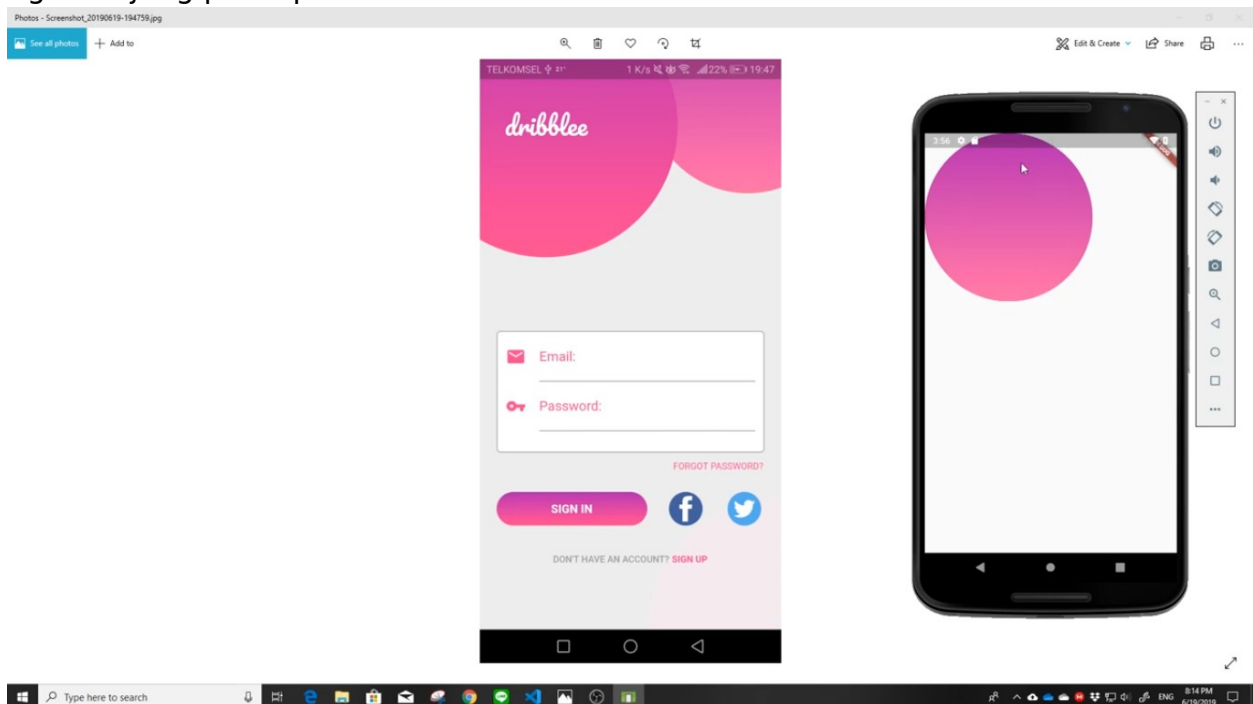 Photos - Screenshot_20190619-194759.jpg
See all photos
Add to
Edit & Create
Share
TELKOMSEL
1 K/s
22%
19:47
dribblee
3:56
Email:
Password:
FORGOT PASSWORD?
SIGN IN
DON'T HAVE AN ACCOUNT? SIGN UP
Type here to search
ENG
8:14 PM
6/19/2019